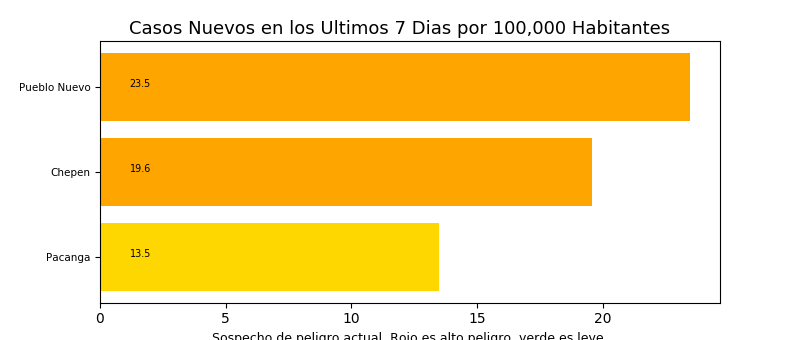 Casos Nuevos en los Ultimos 7 Dias por 100,000 Habitantes
Pueblo Nuevo
23.5
Chepen
19.6
Pacanga
13.5
0 5 10 15 20
Sospecho de peligro actual. Rojo es alto peligro, verde es leve